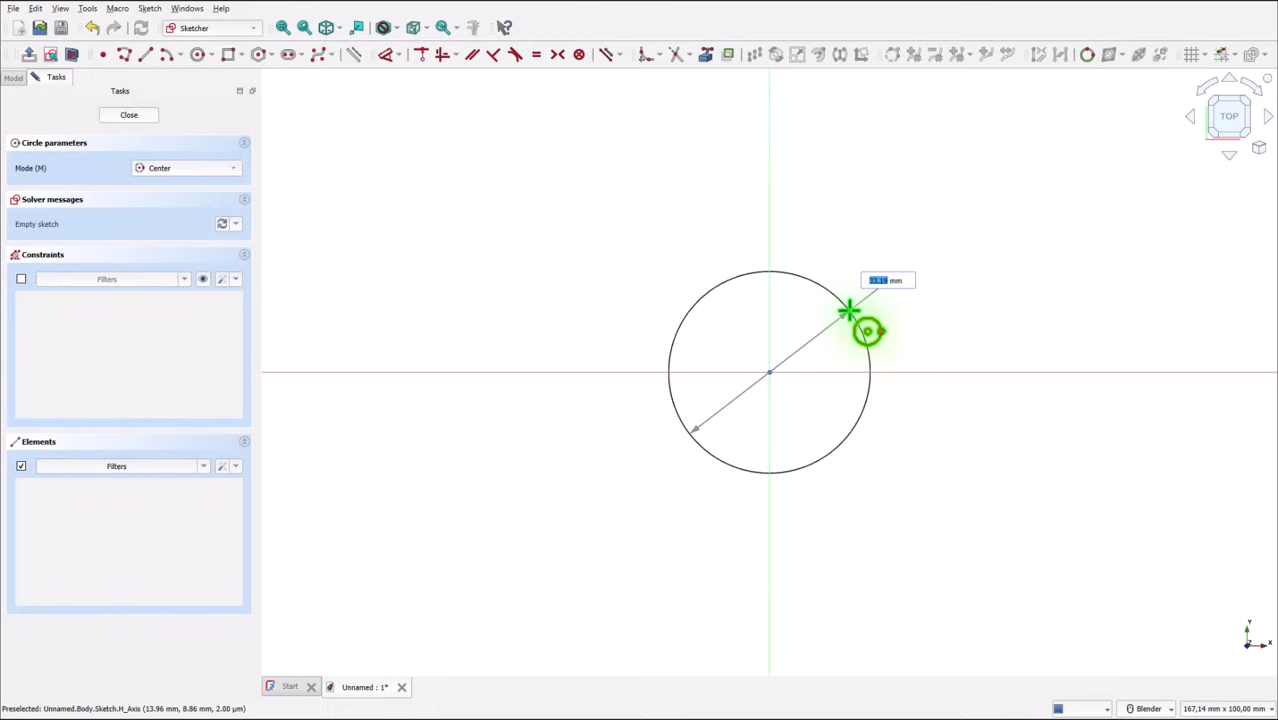 File Edit View Tools Macro Sketch Windows Help
Sketcher
Model Tasks
Tasks
Close
Circle parameters
Mode (M) Center
Solver messages
Empty sketch
Constraints
Filters
Elements
Filters
33,19 mm
TOP
Y
Z X
Start Unnamed : 1*
Preselected: Unnamed.Body.Sketch.H_Axis (13.96 mm, 8.86 mm, 2.00 μm)
Blender 167,14 mm x 100,00 mm